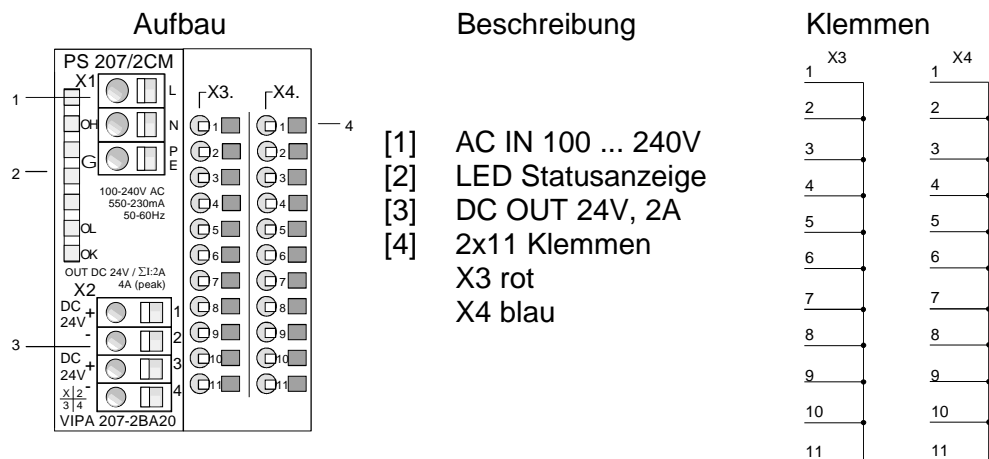 Aufbau
Beschreibung
Klemmen
PS 207/2CM
X1
L
OH
N
G
P
E
100-240V AC
550-230mA
50-60Hz
OL
OK
OUT DC 24V / ΣI:2A
4A (peak)
X2
DC
24V
+
-
1
2
DC
24V
+
-
3
4
X 2
3 4
VIPA 207-2BA20
X3.
1
2
3
4
5
6
7
8
9
10
11
X4.
1
2
3
4
5
6
7
8
9
10
11
1
2
3
4
[1] AC IN 100 ... 240V
[2] LED Statusanzeige
[3] DC OUT 24V, 2A
[4] 2x11 Klemmen
X3 rot
X4 blau
X3
1
2
3
4
5
6
7
8
9
10
11
X4
1
2
3
4
5
6
7
8
9
10
11